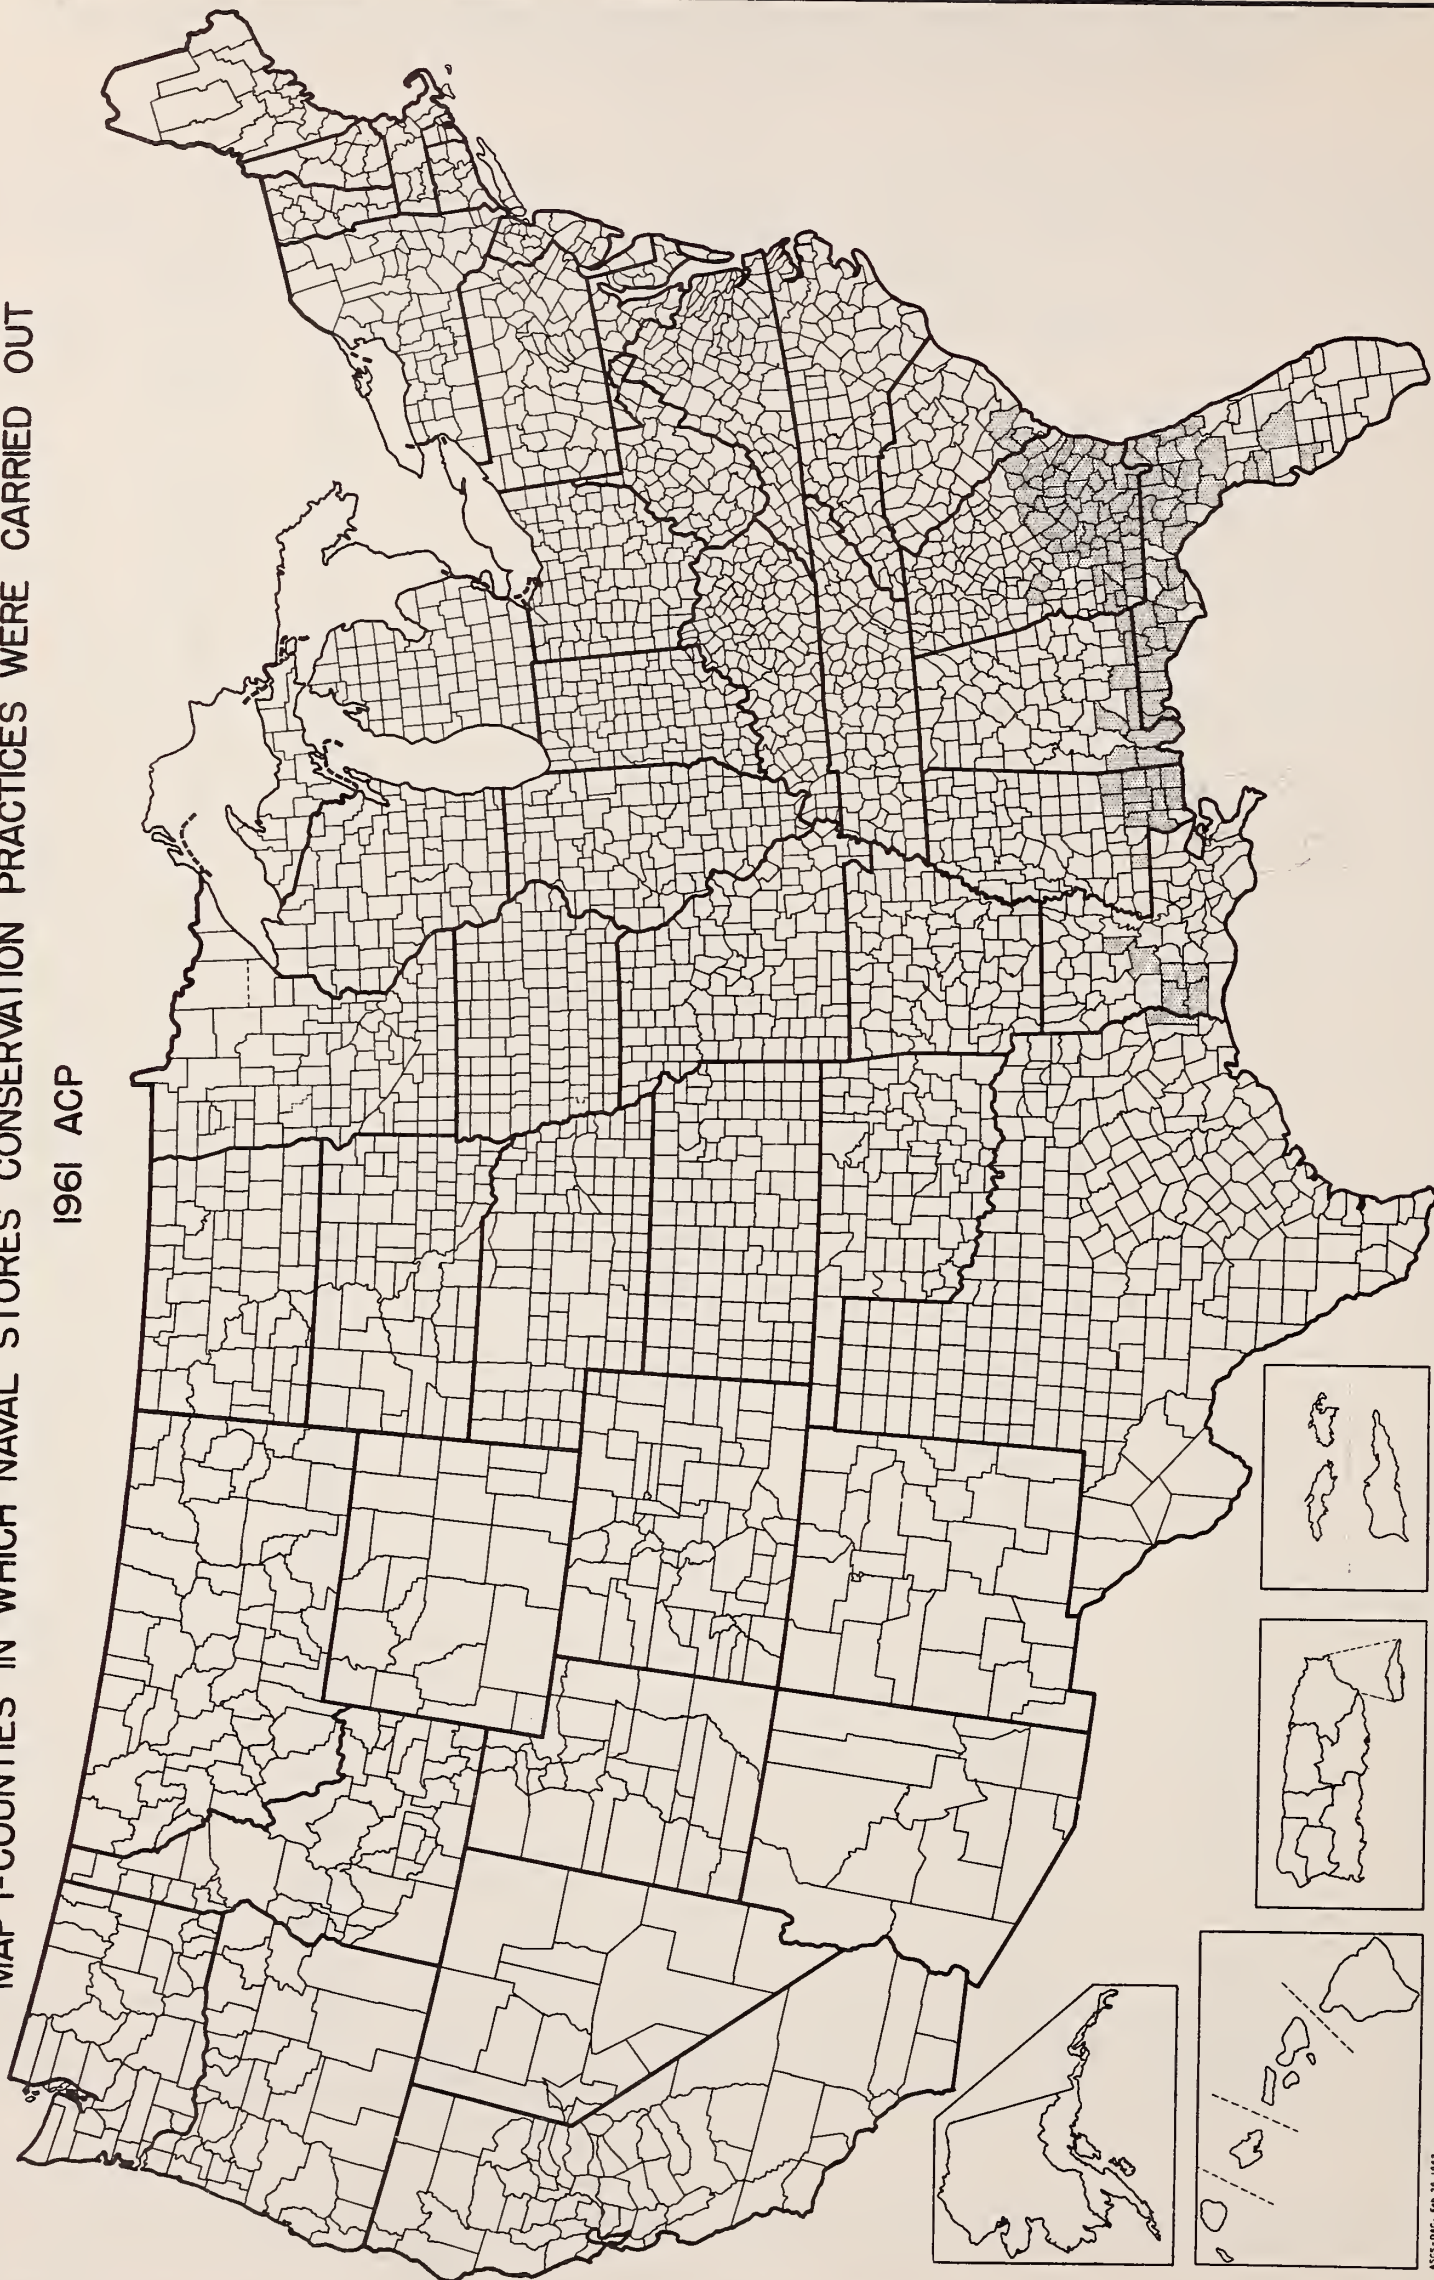 MAP 1-COUNTIES IN WHICH NAVAL STORES CONSERVATION PRACTICES WERE CARRIED OUT
1961 ACP